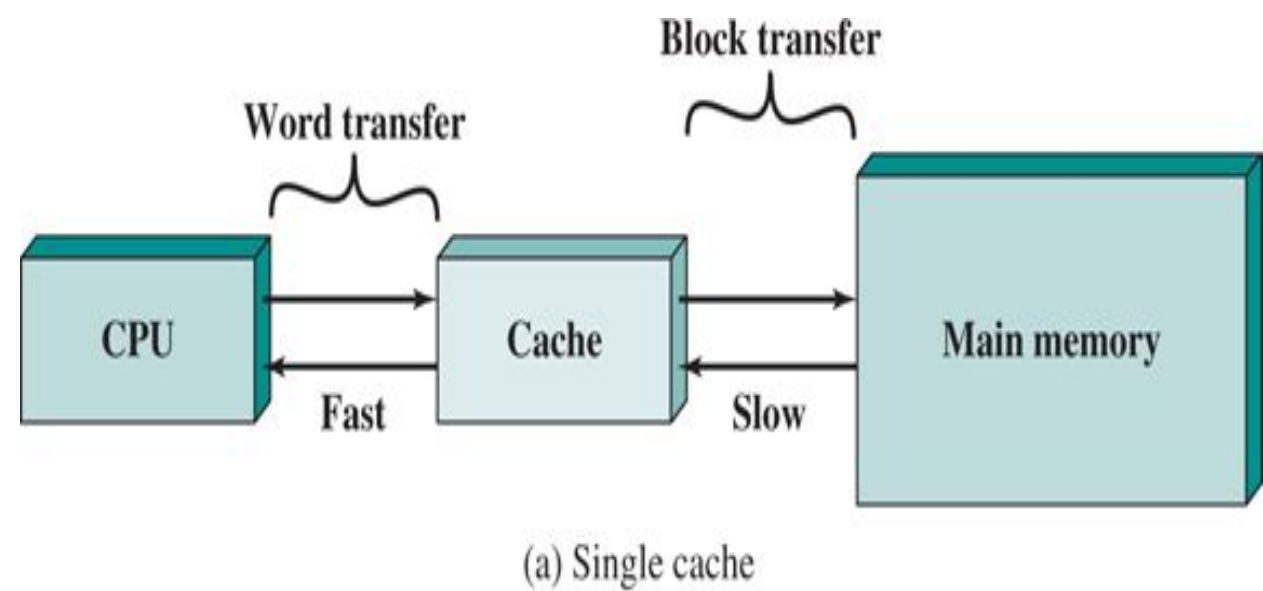 Block transfer
Word transfer
CPU
Cache
Main memory
Fast
Slow
(a) Single cache